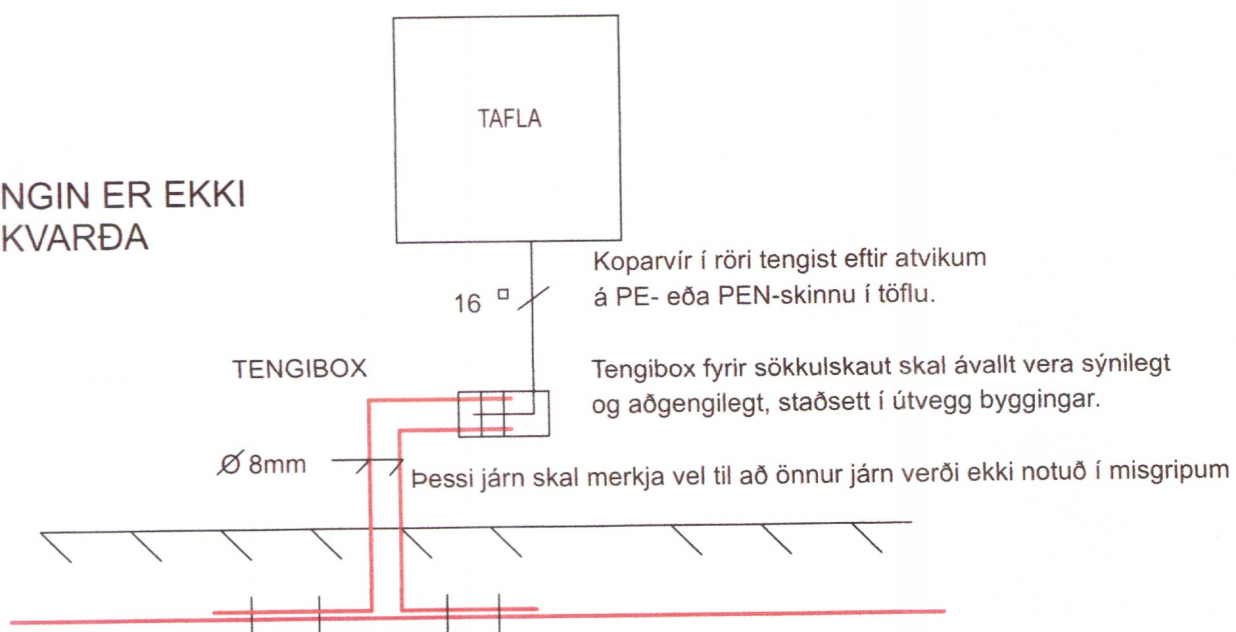 TAFLA
NGIN ER EKKI
KVARÐA
Koparvír í röri tengist eftir atvikum
á PE- eða PEN-skinnu í töflu.
16 □
TENGIBOX
Tengibox fyrir sökkulskaut skal ávallt vera sýnilegt
og aðgengilegt, staðsett í útvegg byggingar.
Ø 8mm
Þessi járn skal merkja vel til að önnur járn verði ekki notuð í misgripum